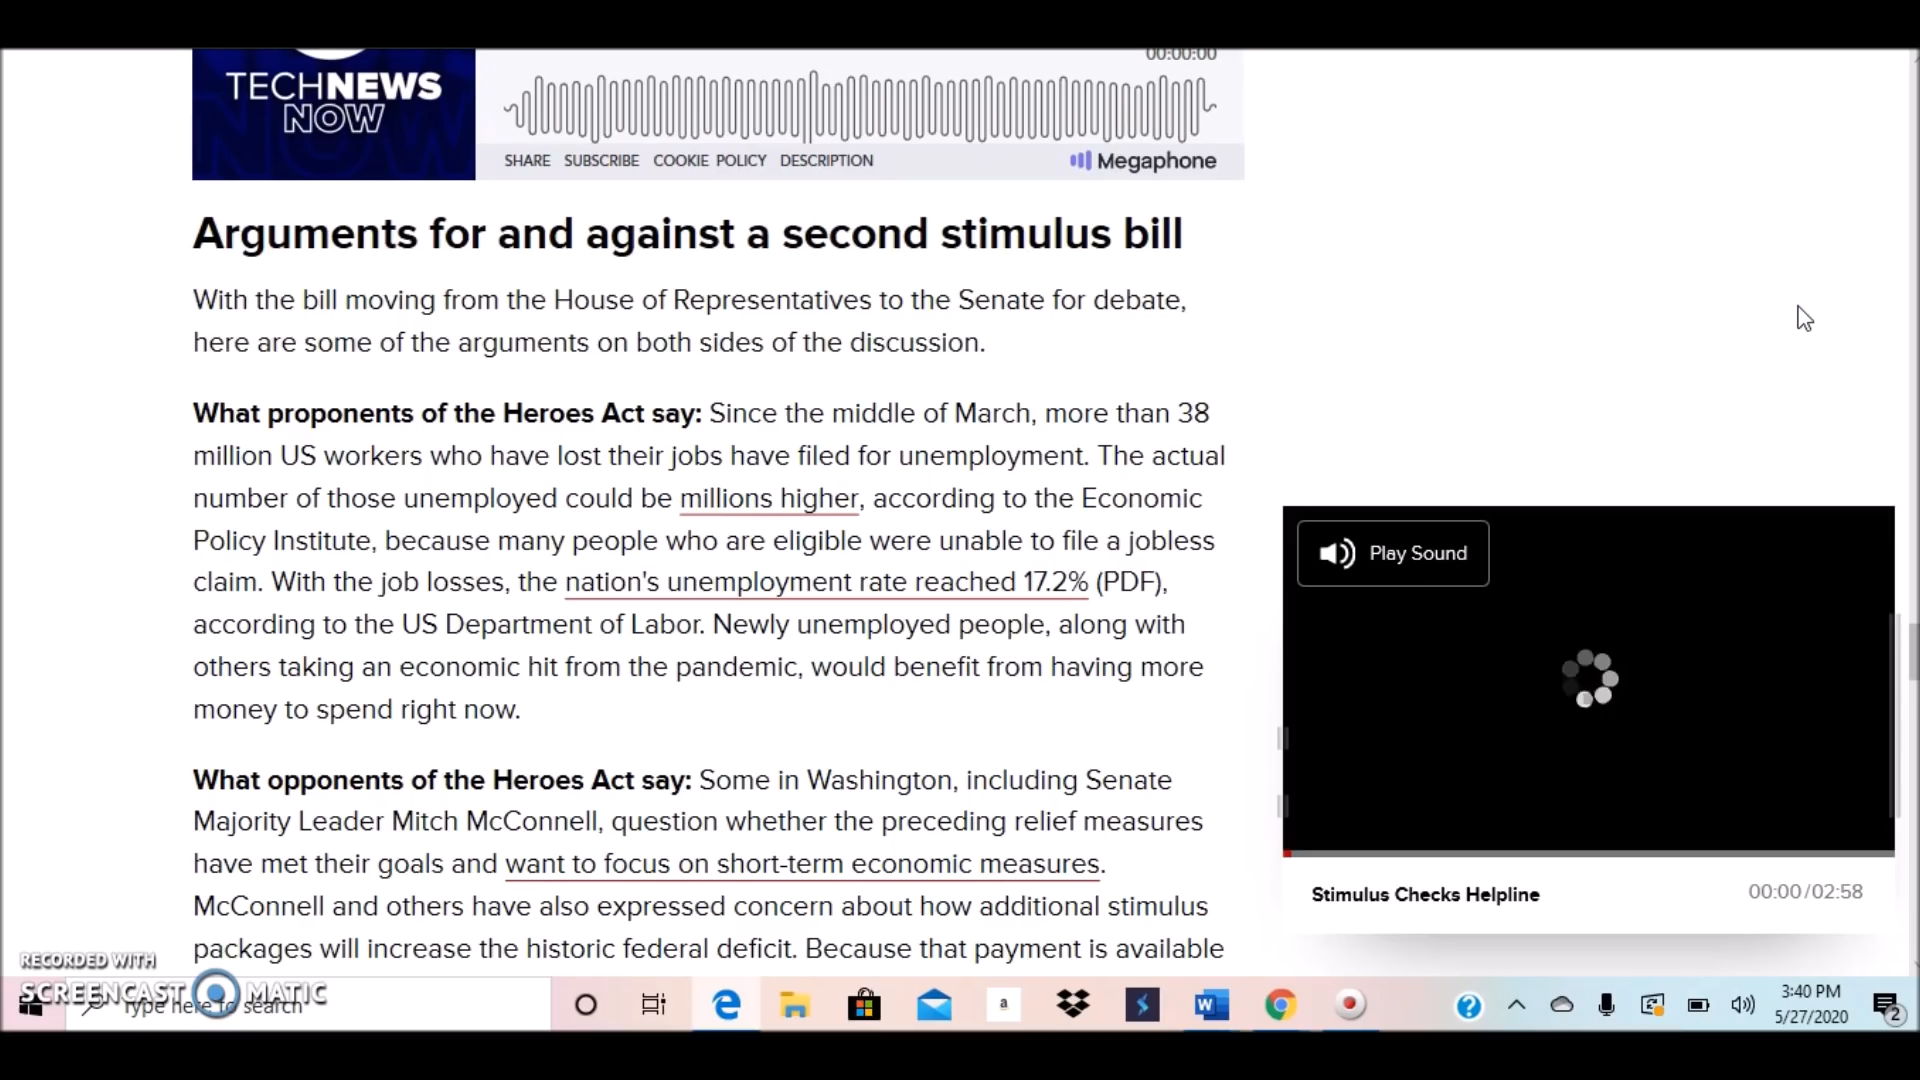 00:00:00
TECHNEWS
NOW
SHARE SUBSCRIBE COOKIE POLICY DESCRIPTION
Megaphone
Arguments for and against a second stimulus bill
With the bill moving from the House of Representatives to the Senate for debate,
here are some of the arguments on both sides of the discussion.
What proponents of the Heroes Act say: Since the middle of March, more than 38
million US workers who have lost their jobs have filed for unemployment. The actual
number of those unemployed could be millions higher, according to the Economic
Policy Institute, because many people who are eligible were unable to file a jobless
claim. With the job losses, the nation's unemployment rate reached 17.2% (PDF),
according to the US Department of Labor. Newly unemployed people, along with
others taking an economic hit from the pandemic, would benefit from having more
money to spend right now.
What opponents of the Heroes Act say: Some in Washington, including Senate
Majority Leader Mitch McConnell, question whether the preceding relief measures
have met their goals and want to focus on short-term economic measures.
McConnell and others have also expressed concern about how additional stimulus
packages will increase the historic federal deficit. Because that payment is available
Play Sound
Stimulus Checks Helpline
00:00/02:58
RECORDED WITH
SCREENCAST MATIC
Type here to search
a
W
?
3:40 PM
5/27/2020
2